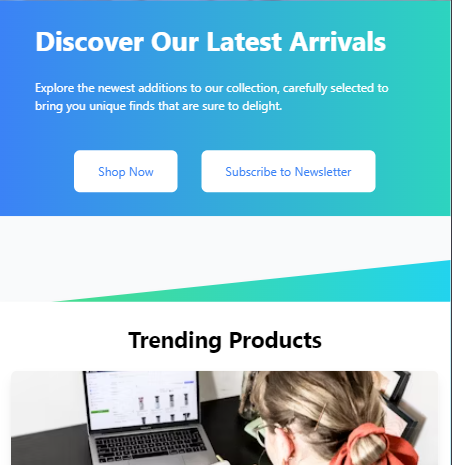 Discover Our Latest Arrivals
Explore the newest additions to our collection, carefully selected to
bring you unique finds that are sure to delight.
Shop Now
Subscribe to Newsletter
Trending Products